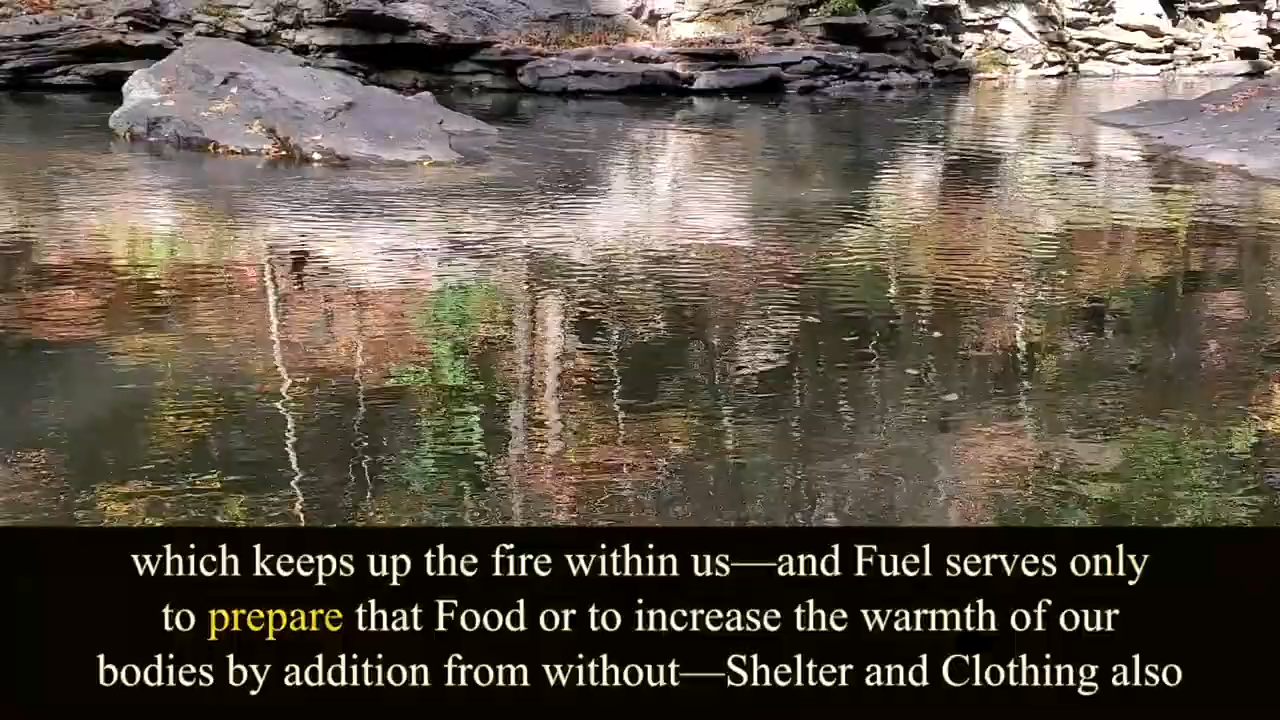 which keeps up the fire within us—and Fuel serves only
to prepare that Food or to increase the warmth of our
bodies by addition from without—Shelter and Clothing also